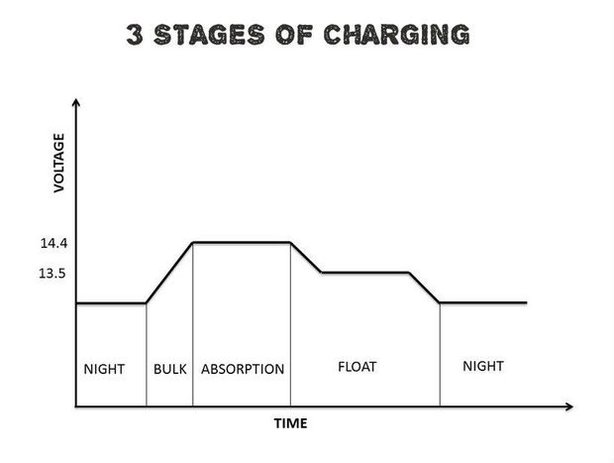 3 STAGES OF CHARGING
VOLTAGE
14.4
13.5
NIGHT
BULK
ABSORPTION
FLOAT
NIGHT
TIME